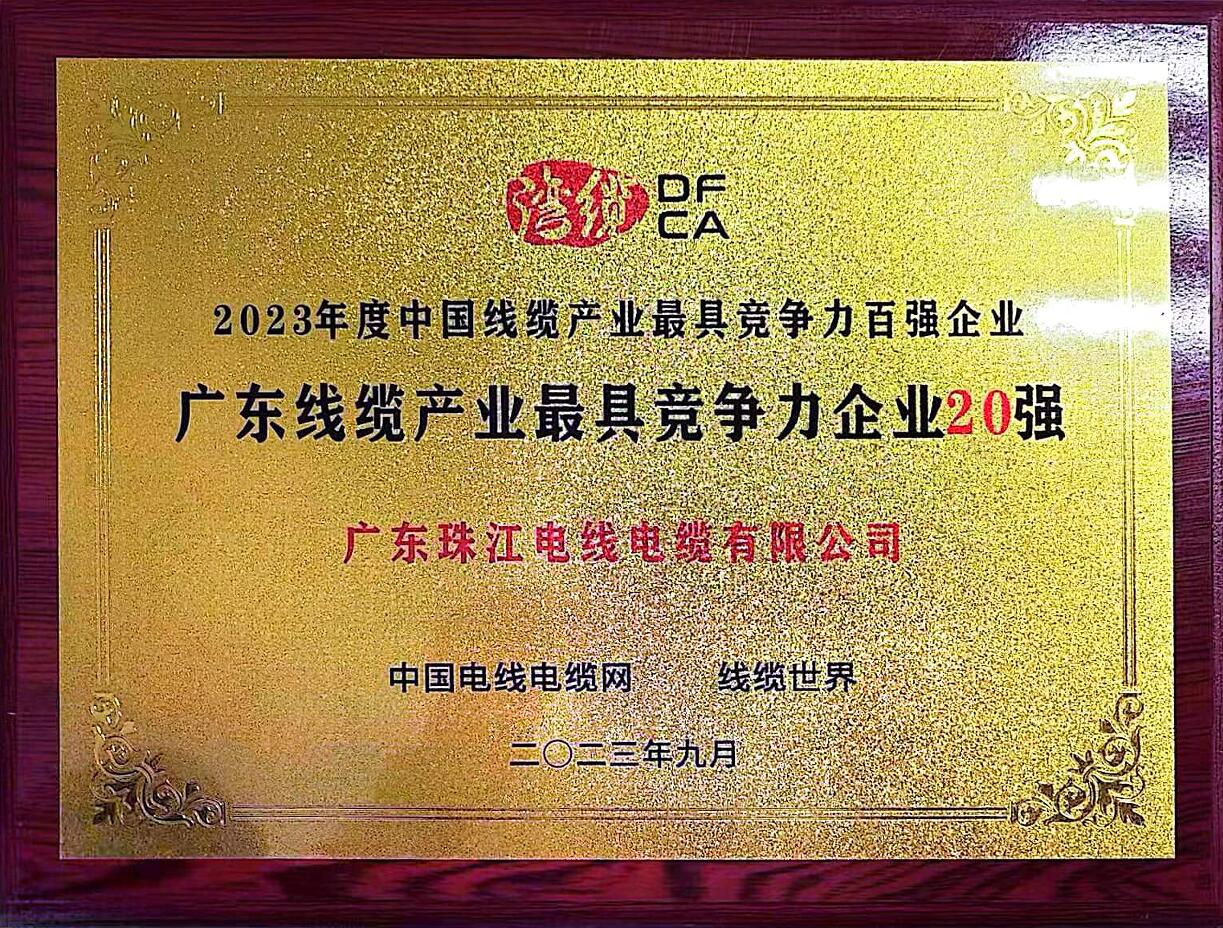 湾缆
DF
CA
2023年度中国线缆产业最具竞争力百强企业
广东线缆产业最具竞争力企业20强
广东珠江电线电缆有限公司
中国电线电缆网 线缆世界
二〇二三年九月